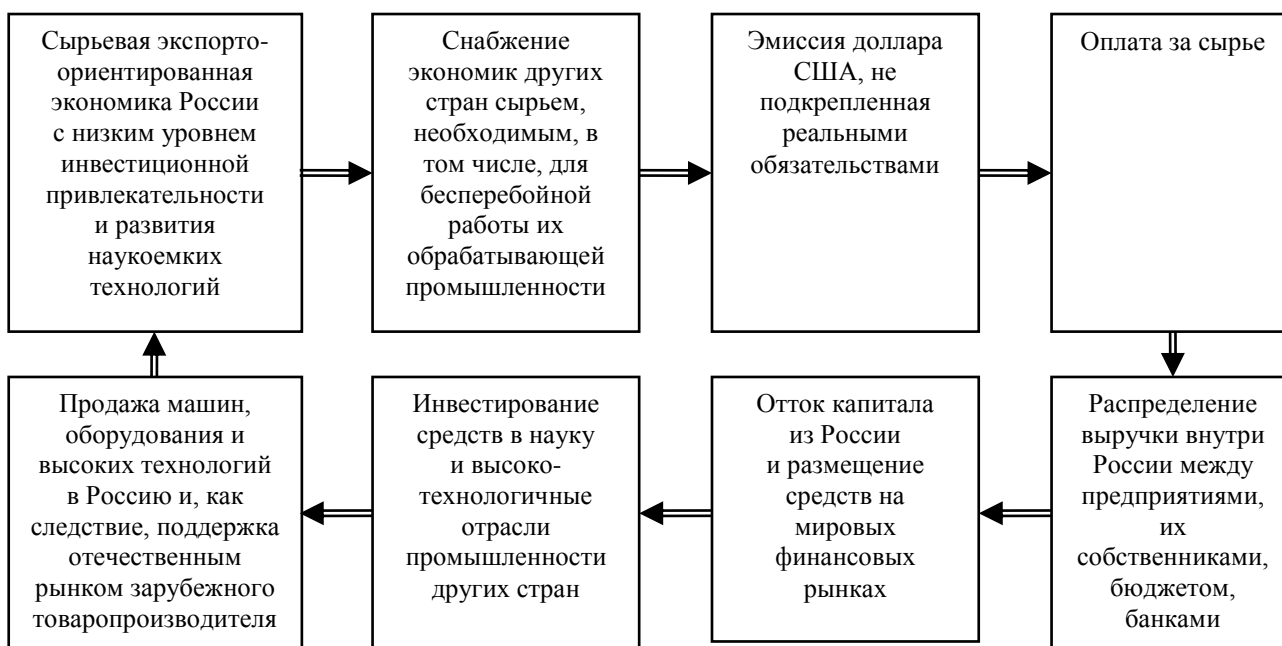 Сырьевая экспорто-
ориентированная
экономика России
с низким уровнем
инвестиционной
привлекательности
и развития
наукоемких
технологий
Снабжение
экономик других
стран сырьем,
необходимым, в
том числе, для
бесперебойной
работы их
обрабатывающей
промышленности
Эмиссия доллара
США, не
подкрепленная
реальными
обязательствами
Оплата за сырье
Продажа машин,
оборудования и
высоких технологий
в Россию и, как
следствие, поддержка
отечественным
рынком зарубежного
товаропроизводителя
Инвестирование
средств в науку
и высоко-
технологичные
отрасли
промышленности
других стран
Отток капитала
из России
и размещение
средств на
мировых
финансовых
рынках
Распределение
выручки внутри
России между
предприятиями,
их
собственниками,
бюджетом,
банками